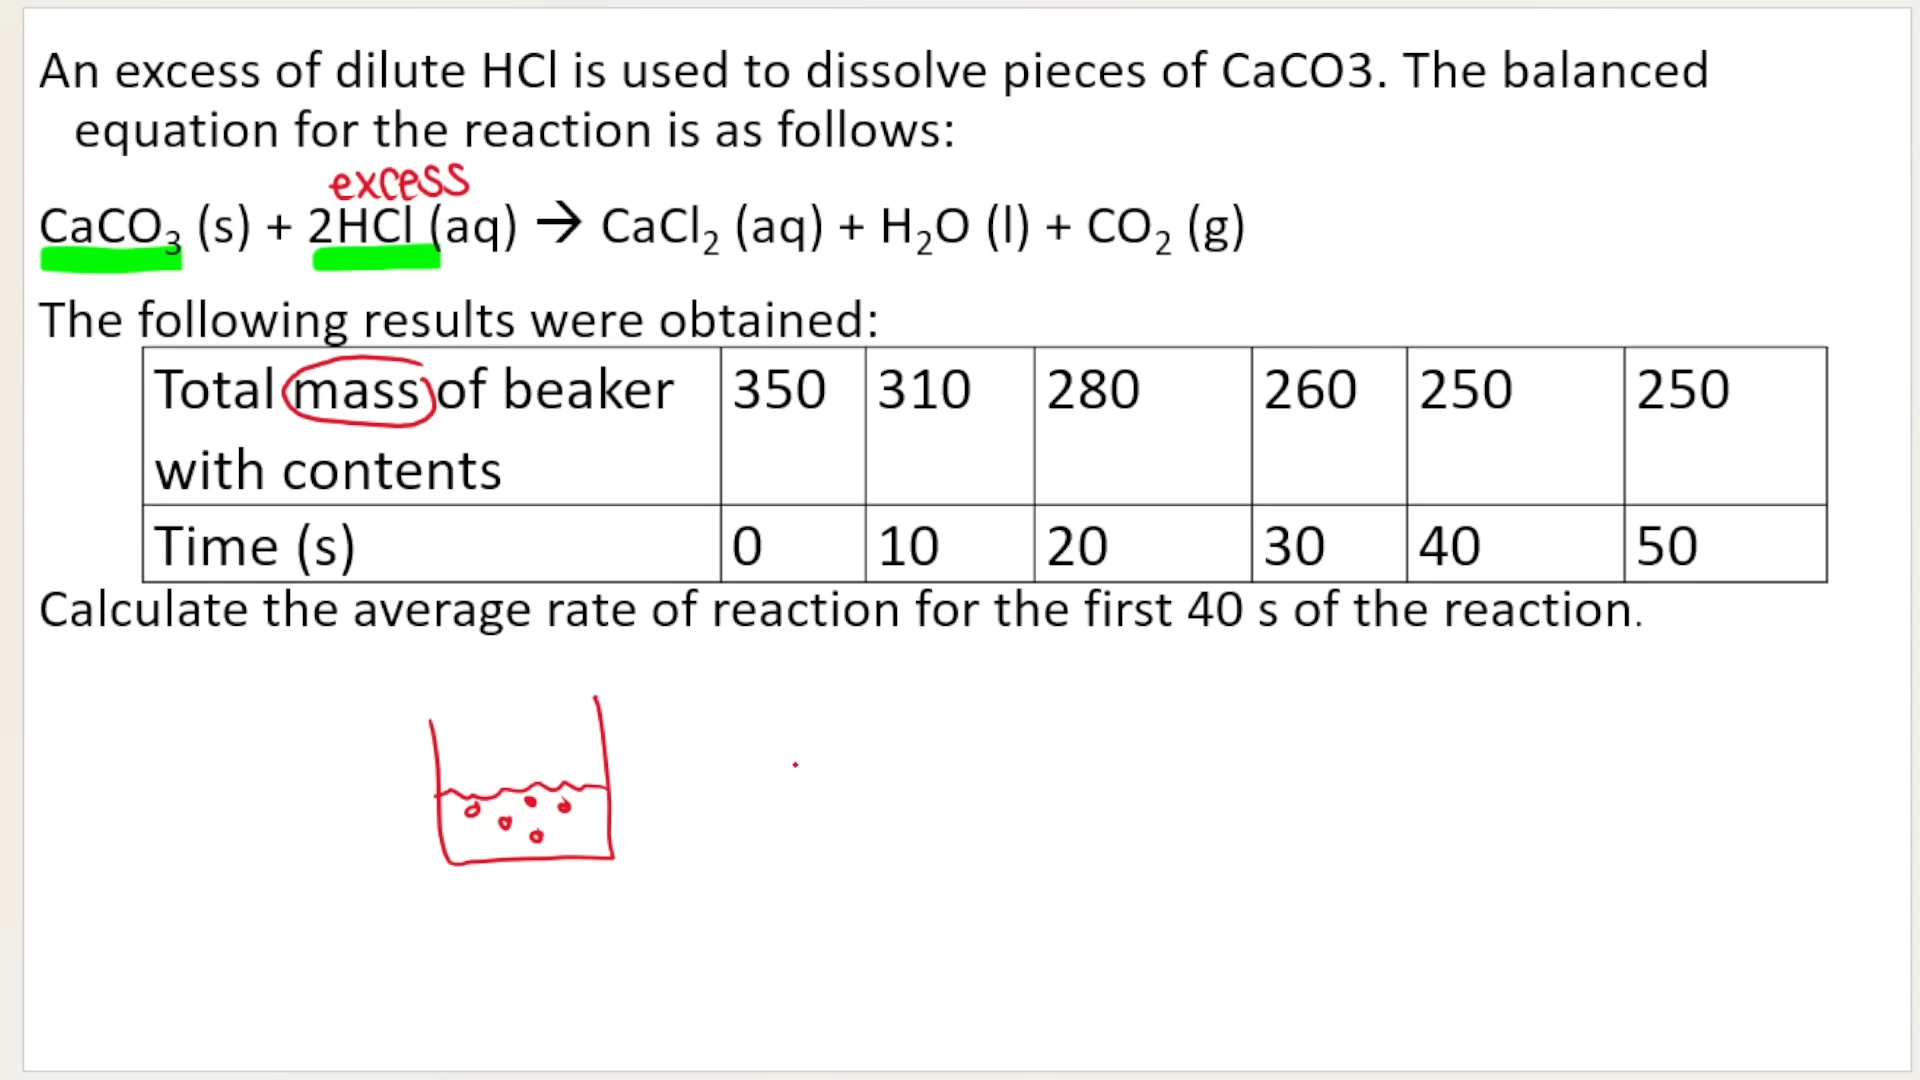 An excess of dilute HCl is used to dissolve pieces of CaCO3. The balanced
equation for the reaction is as follows:
excess
CaCO₃ (s) + 2HCl (aq) → CaCl₂ (aq) + H₂O (l) + CO₂ (g)
The following results were obtained:
Total mass of beaker with contents 350 310 280 260 250 250
Time (s) 0 10 20 30 40 50
Calculate the average rate of reaction for the first 40 s of the reaction.